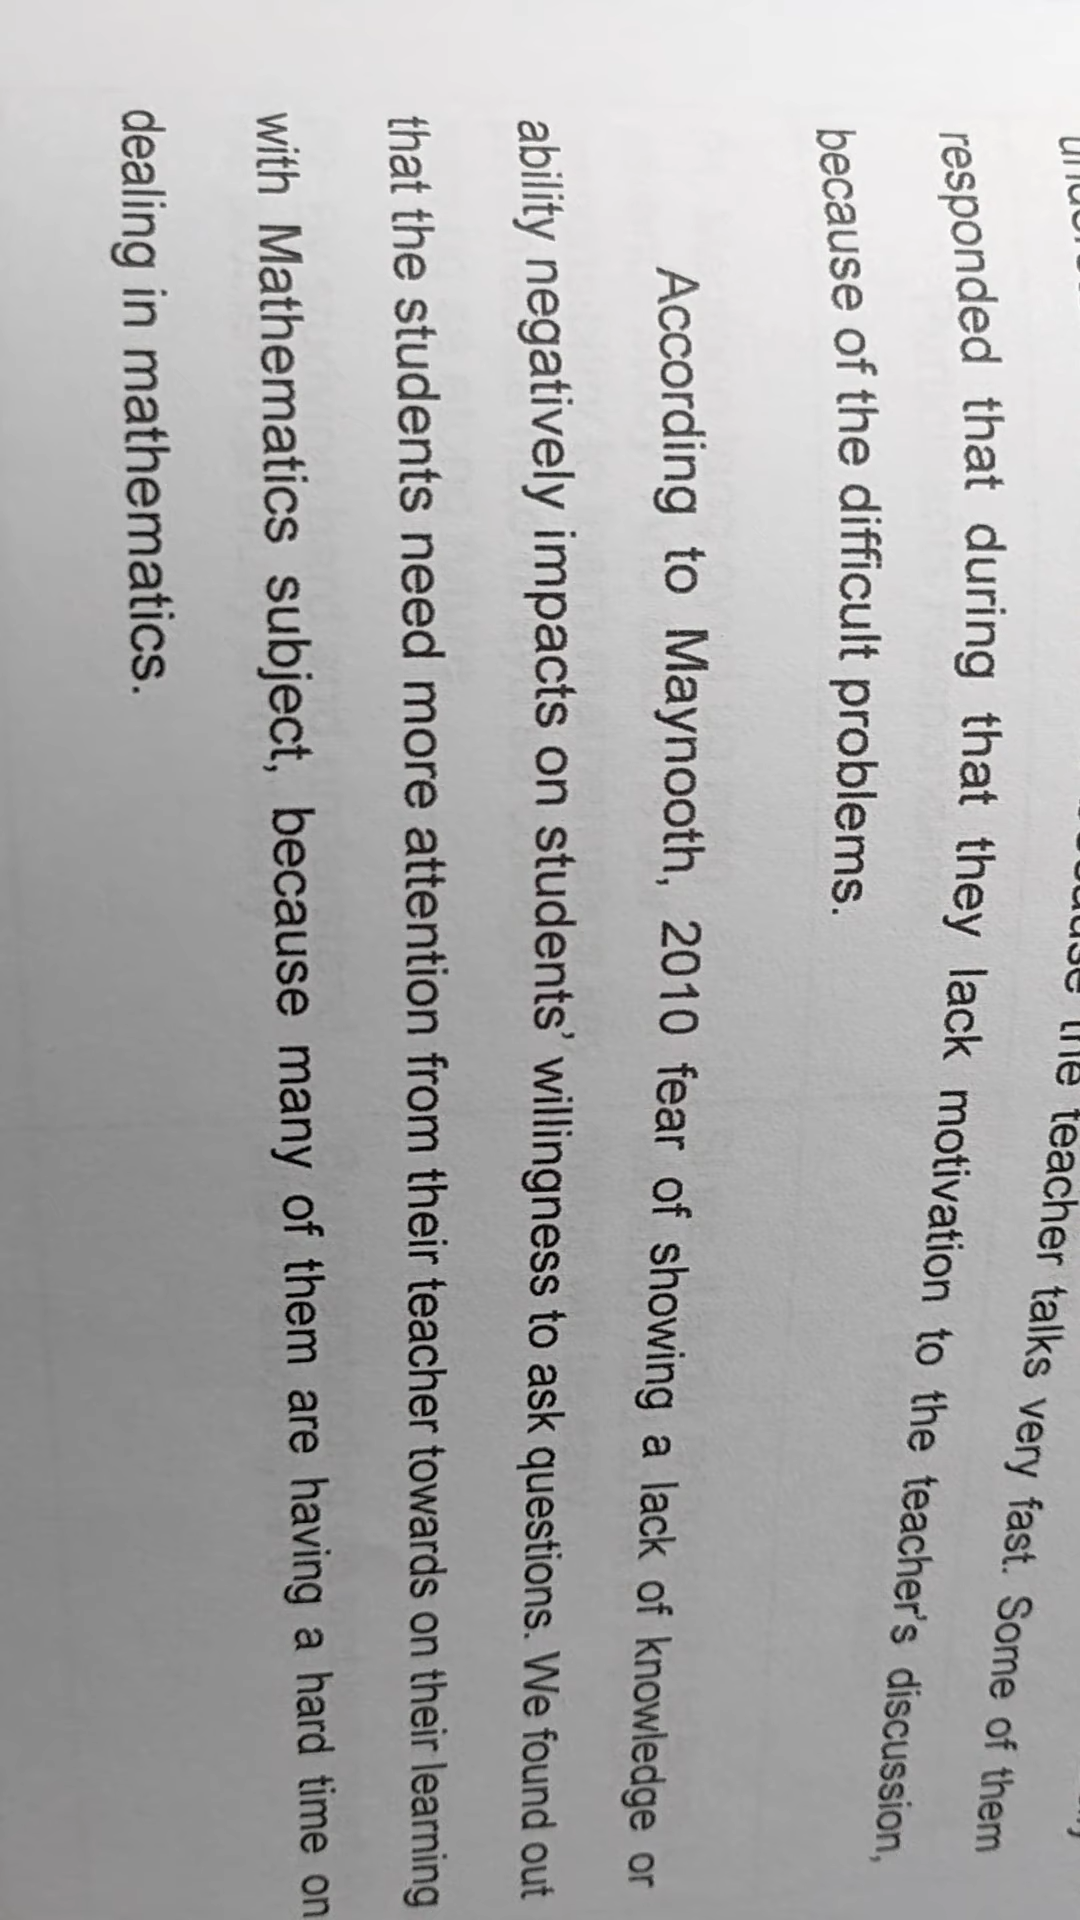 the teacher talks very fast. Some of them
responded that during that they lack motivation to the teacher's discussion,
because of the difficult problems.
According to Maynooth, 2010 fear of showing a lack of knowledge or
ability negatively impacts on students' willingness to ask questions. We found out
that the students need more attention from their teacher towards on their learning
with Mathematics subject, because many of them are having a hard time on
dealing in mathematics.